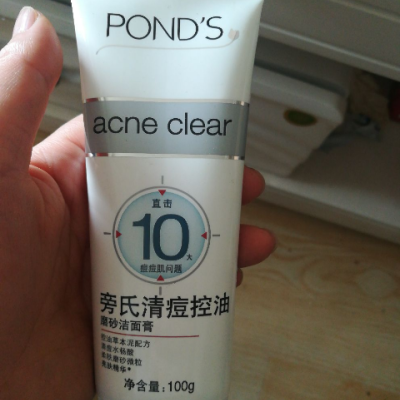 POND'S
acne clear
直击
10大
痘痘肌问题
旁氏清痘控油
磨砂洁面膏
净含量:100g